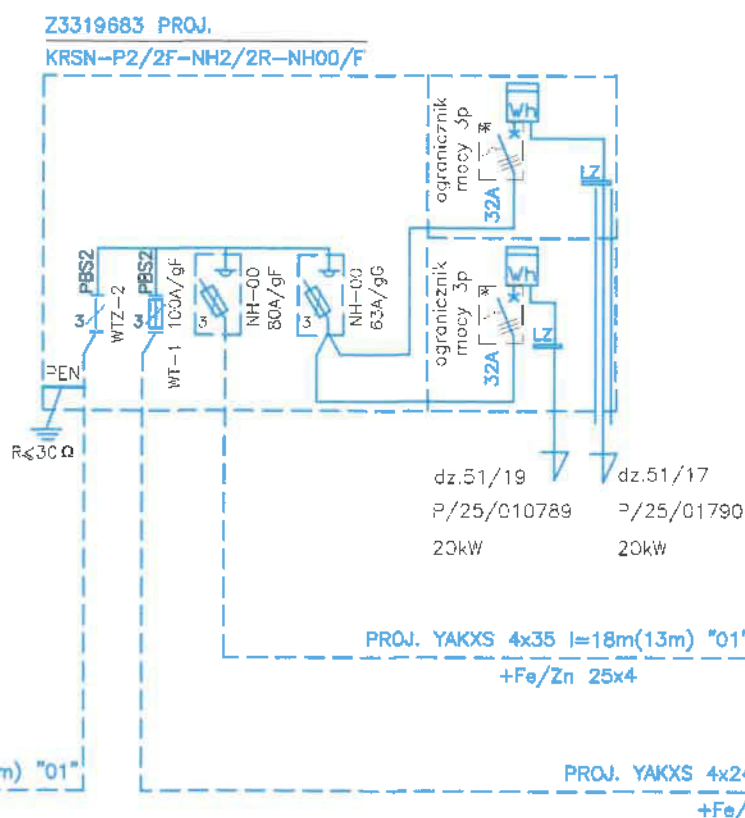 Z3319683 PROJ.
KRSN-P2/2F-NH2/2R-NH00/F
ogranicznik
mocy 3p
*
Wh
32A
LZ
ogranicznik
mocy 3p
*
Wh
32A
LZ
PBS2
3
WTZ-2
PBS2
3
WT-1 100A/gF
3
NH-00
80A/gF
3
NH-00
63A/gG
PEN
R≤30Ω
dz.51/19
P/25/010789
20kW
dz.51/17
P/25/01790
20kW
PROJ. YAKXS 4x35 l=18m(13m) "01"
+Fe/Zn 25x4
m) "01"
PROJ. YAKXS 4x24
+Fe/